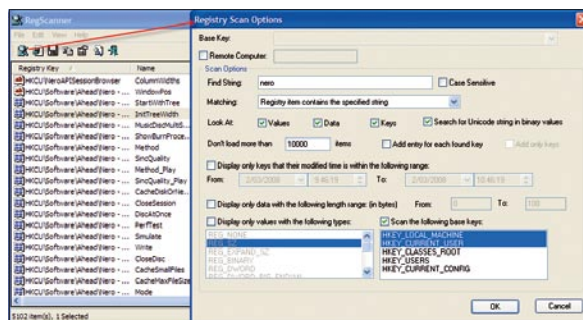 RegScanner
File Edit View Help
Registry Key Name
HKCU\NeroAPISessionBrowser ColumnWidths
HKCU\Software\Ahead\Nero - ... WindowPos
HKCU\Software\Ahead\Nero - ... StartWithTree
HKCU\Software\Ahead\Nero - ... InitTreeWidth
HKCU\Software\Ahead\Nero - ... MusicDiscMultiS...
HKCU\Software\Ahead\Nero - ... ShowBurnProce...
HKCU\Software\Ahead\Nero - ... Method
HKCU\Software\Ahead\Nero - ... SincQuality
HKCU\Software\Ahead\Nero - ... Method_Play
HKCU\Software\Ahead\Nero - ... SincQuality_Play
HKCU\Software\Ahead\Nero - ... CacheDiskOrNe...
HKCU\Software\Ahead\Nero - ... CloseSession
HKCU\Software\Ahead\Nero - ... DiscAtOnce
HKCU\Software\Ahead\Nero - ... PerfTest
HKCU\Software\Ahead\Nero - ... Simulate
HKCU\Software\Ahead\Nero - ... Write
HKCU\Software\Ahead\Nero - ... CloseDisc
HKCU\Software\Ahead\Nero - ... CacheSmallFiles
HKCU\Software\Ahead\Nero - ... CacheMaxFileSize
HKCU\Software\Ahead\Nero - ... Mode
5102 item(s), 1 Selected
Registry Scan Options
Base Key:
Remote Computer:
Scan Options
Find String: nero Case Sensitive
Matching: Registry item contains the specified string
Look At: Values Data Keys Search for Unicode string in binary values
Don't load more than 10000 items Add entry for each found key Add only keys
Display only keys that their modified time is within the following range:
From: 2/03/2008 9:46:19 To: 2/03/2008 10:46:19
Display only data with the following length range: (in bytes) From: 0 To: 100
Display only values with the following types: Scan the following base keys:
REG_NONE HKEY_LOCAL_MACHINE
REG_SZ HKEY_CURRENT_USER
REG_EXPAND_SZ HKEY_CLASSES_ROOT
REG_BINARY HKEY_USERS
REG_DWORD HKEY_CURRENT_CONFIG
REG_DWORD_BIG_ENDIAN
OK Cancel